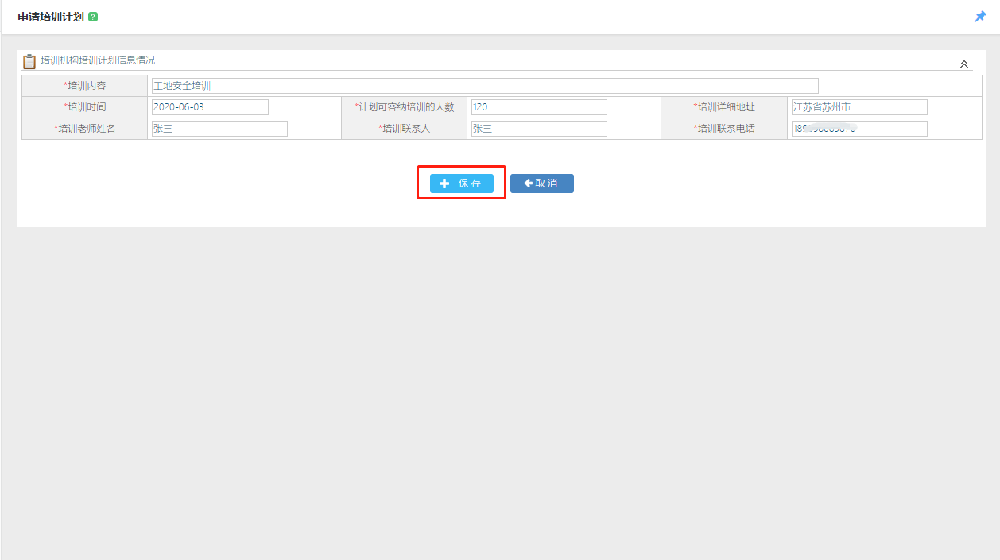 申请培训计划 ?
培训机构培训计划信息情况
*培训内容 工地安全培训
*培训时间 2020-06-03 *计划可容纳培训的人数 120 *培训详细地址 江苏省苏州市
*培训老师姓名 张三 *培训联系人 张三 *培训联系电话
保存 取消